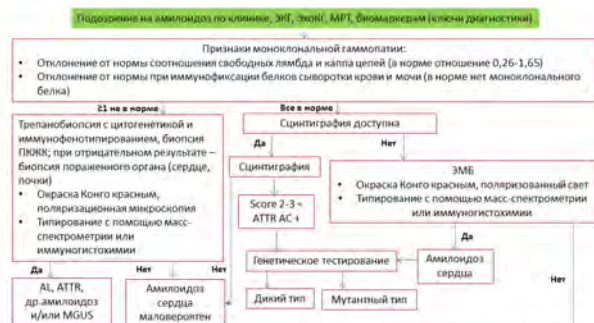 Подозрение на амилоидоз по клинике, ЭКГ, ЭхоКГ, МРТ, биомаркерам (ключи диагностики)
Признаки моноклональной гаммопатии:
• Отклонение от нормы соотношения свободных лямбда и каппа цепей (в норме отношение 0,26-1,65)
• Отклонение от нормы при иммунофиксации белков сыворотки крови и мочи (в норме нет моноклонального
белка)
≥1 не в норме
Все в норме
Трепанобиопсия с цитогенетикой и
иммунофенотипированием, биопсия
ПКЖК; при отрицательном результате –
биопсия пораженного органа (сердце,
почки)
• Окраска Конго красным,
поляризационная микроскопия
• Типирование с помощью масс-
спектрометрии или
иммуногистохимии
Сцинтиграфия доступна
Да
Нет
Сцинтиграфия
ЭМБ
• Окраска Конго красным, поляризованный свет
• Типирование с помощью масс-спектрометрии
или иммуногистохимии
Score 2-3 =
ATTR АС +
Да
Генетическое тестирование
Амилоидоз
сердца
Да
Нет
Нет
Нет
AL, ATTR,
др.амилоидоз
и/или MGUS
Амилоидоз
сердца
маловероятен
Дикий тип
Мутантный тип